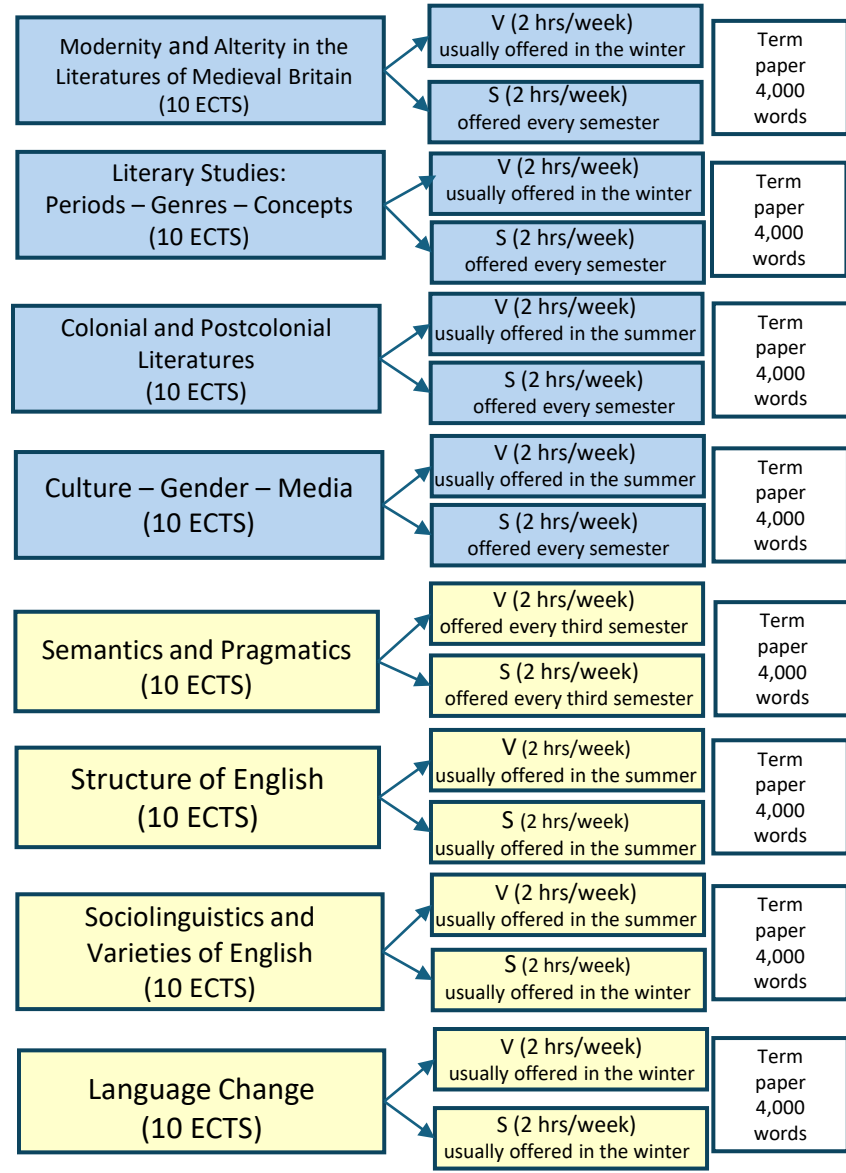 Modernity and Alterity in the
Literatures of Medieval Britain
(10 ECTS)
V (2 hrs/week)
usually offered in the winter
S (2 hrs/week)
offered every semester
Term
paper
4,000
words
Literary Studies:
Periods – Genres – Concepts
(10 ECTS)
V (2 hrs/week)
usually offered in the winter
S (2 hrs/week)
offered every semester
Term
paper
4,000
words
Colonial and Postcolonial
Literatures
(10 ECTS)
V (2 hrs/week)
usually offered in the summer
S (2 hrs/week)
offered every semester
Term
paper
4,000
words
Culture – Gender – Media
(10 ECTS)
V (2 hrs/week)
usually offered in the summer
S (2 hrs/week)
offered every semester
Term
paper
4,000
words
Semantics and Pragmatics
(10 ECTS)
V (2 hrs/week)
offered every third semester
S (2 hrs/week)
offered every third semester
Term
paper
4,000
words
Structure of English
(10 ECTS)
V (2 hrs/week)
usually offered in the summer
S (2 hrs/week)
usually offered in the summer
Term
paper
4,000
words
Sociolinguistics and
Varieties of English
(10 ECTS)
V (2 hrs/week)
usually offered in the summer
S (2 hrs/week)
usually offered in the winter
Term
paper
4,000
words
Language Change
(10 ECTS)
V (2 hrs/week)
usually offered in the winter
S (2 hrs/week)
usually offered in the winter
Term
paper
4,000
words